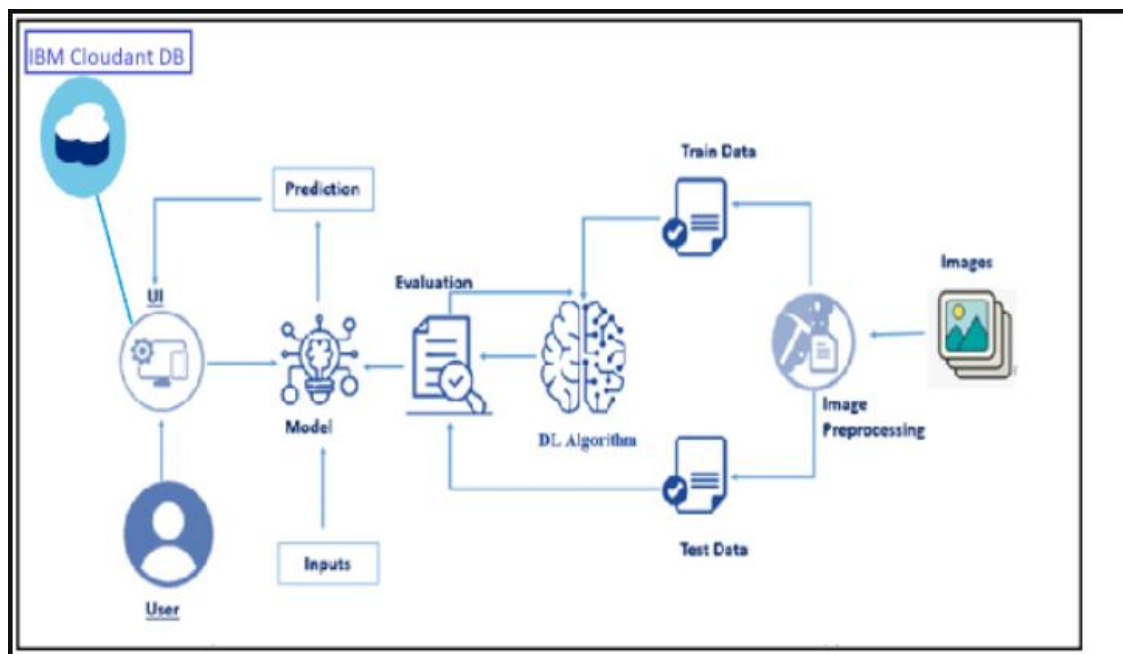 IBM Cloudant DB
Train Data
Prediction
Images
Evaluation
UI
Image
Preprocessing
Model
DL Algorithm
Test Data
Inputs
User